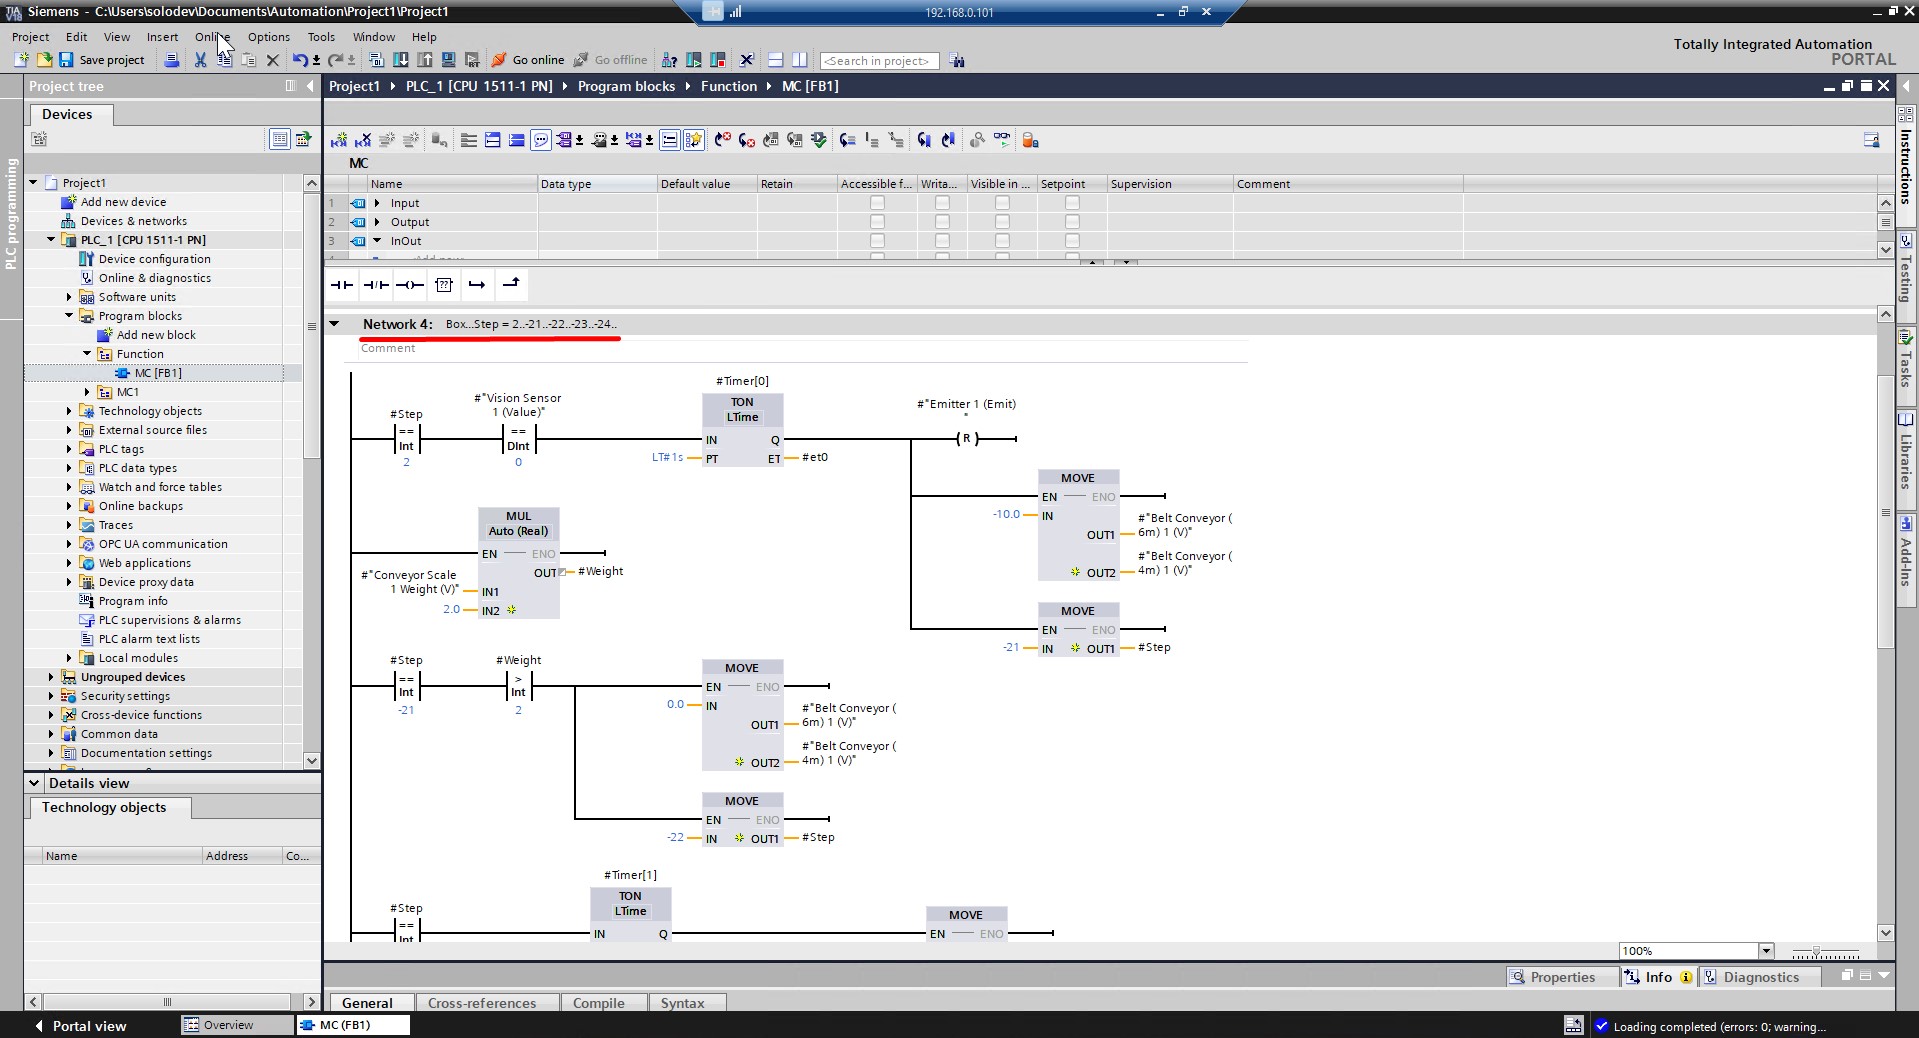 Siemens - C:\Users\solodev\Documents\Automation\Project1\Project1
192.168.0.101
Project Edit View Insert Online Options Tools Window Help
Totally Integrated Automation
PORTAL
Save project
Go online
Go offline
<Search in project>
Project tree
Project1 PLC_1 [CPU 1511-1 PN] Program blocks Function MC [FB1]
Devices
PLC programming
Project1
Add new device
Devices & networks
PLC_1 [CPU 1511-1 PN]
Device configuration
Online & diagnostics
Software units
Program blocks
Add new block
Function
MC [FB1]
MC1
Technology objects
External source files
PLC tags
PLC data types
Watch and force tables
Online backups
Traces
OPC UA communication
Web applications
Device proxy data
Program info
PLC supervisions & alarms
PLC alarm text lists
Local modules
Ungrouped devices
Security settings
Cross-device functions
Common data
Documentation settings
Details view
Technology objects
Name Address Co...
MC
Name Data type Default value Retain Accessible f... Writa... Visible in ... Setpoint Supervision Comment
1 Input
2 Output
3 InOut
Network 4: Box...Step = 2..-21..-22..-23..-24..
Comment
#Step
==
Int
2
#"Vision Sensor
1 (Value)"
==
DInt
0
#Timer[0]
TON
LTime
IN Q
LT#1s PT ET #et0
#"Emitter 1 (Emit)
"
R
MOVE
EN ENO
-10.0 IN
OUT1 #"Belt Conveyor (
6m) 1 (V)"
OUT2 #"Belt Conveyor (
4m) 1 (V)"
MOVE
EN ENO
-21 IN OUT1 #Step
MUL
Auto (Real)
EN ENO
OUT #Weight
#"Conveyor Scale
1 Weight (V)" IN1
2.0 IN2
#Step
==
Int
-21
#Weight
>
Int
2
MOVE
EN ENO
0.0 IN
OUT1 #"Belt Conveyor (
6m) 1 (V)"
OUT2 #"Belt Conveyor (
4m) 1 (V)"
MOVE
EN ENO
-22 IN OUT1 #Step
#Step
==
Int
#Timer[1]
TON
LTime
IN Q
MOVE
EN ENO
100%
Properties Info Diagnostics
General Cross-references Compile Syntax
Instructions
Testing
Tasks
Libraries
Add-Ins
Portal view Overview MC (FB1)
Loading completed (errors: 0; warning...